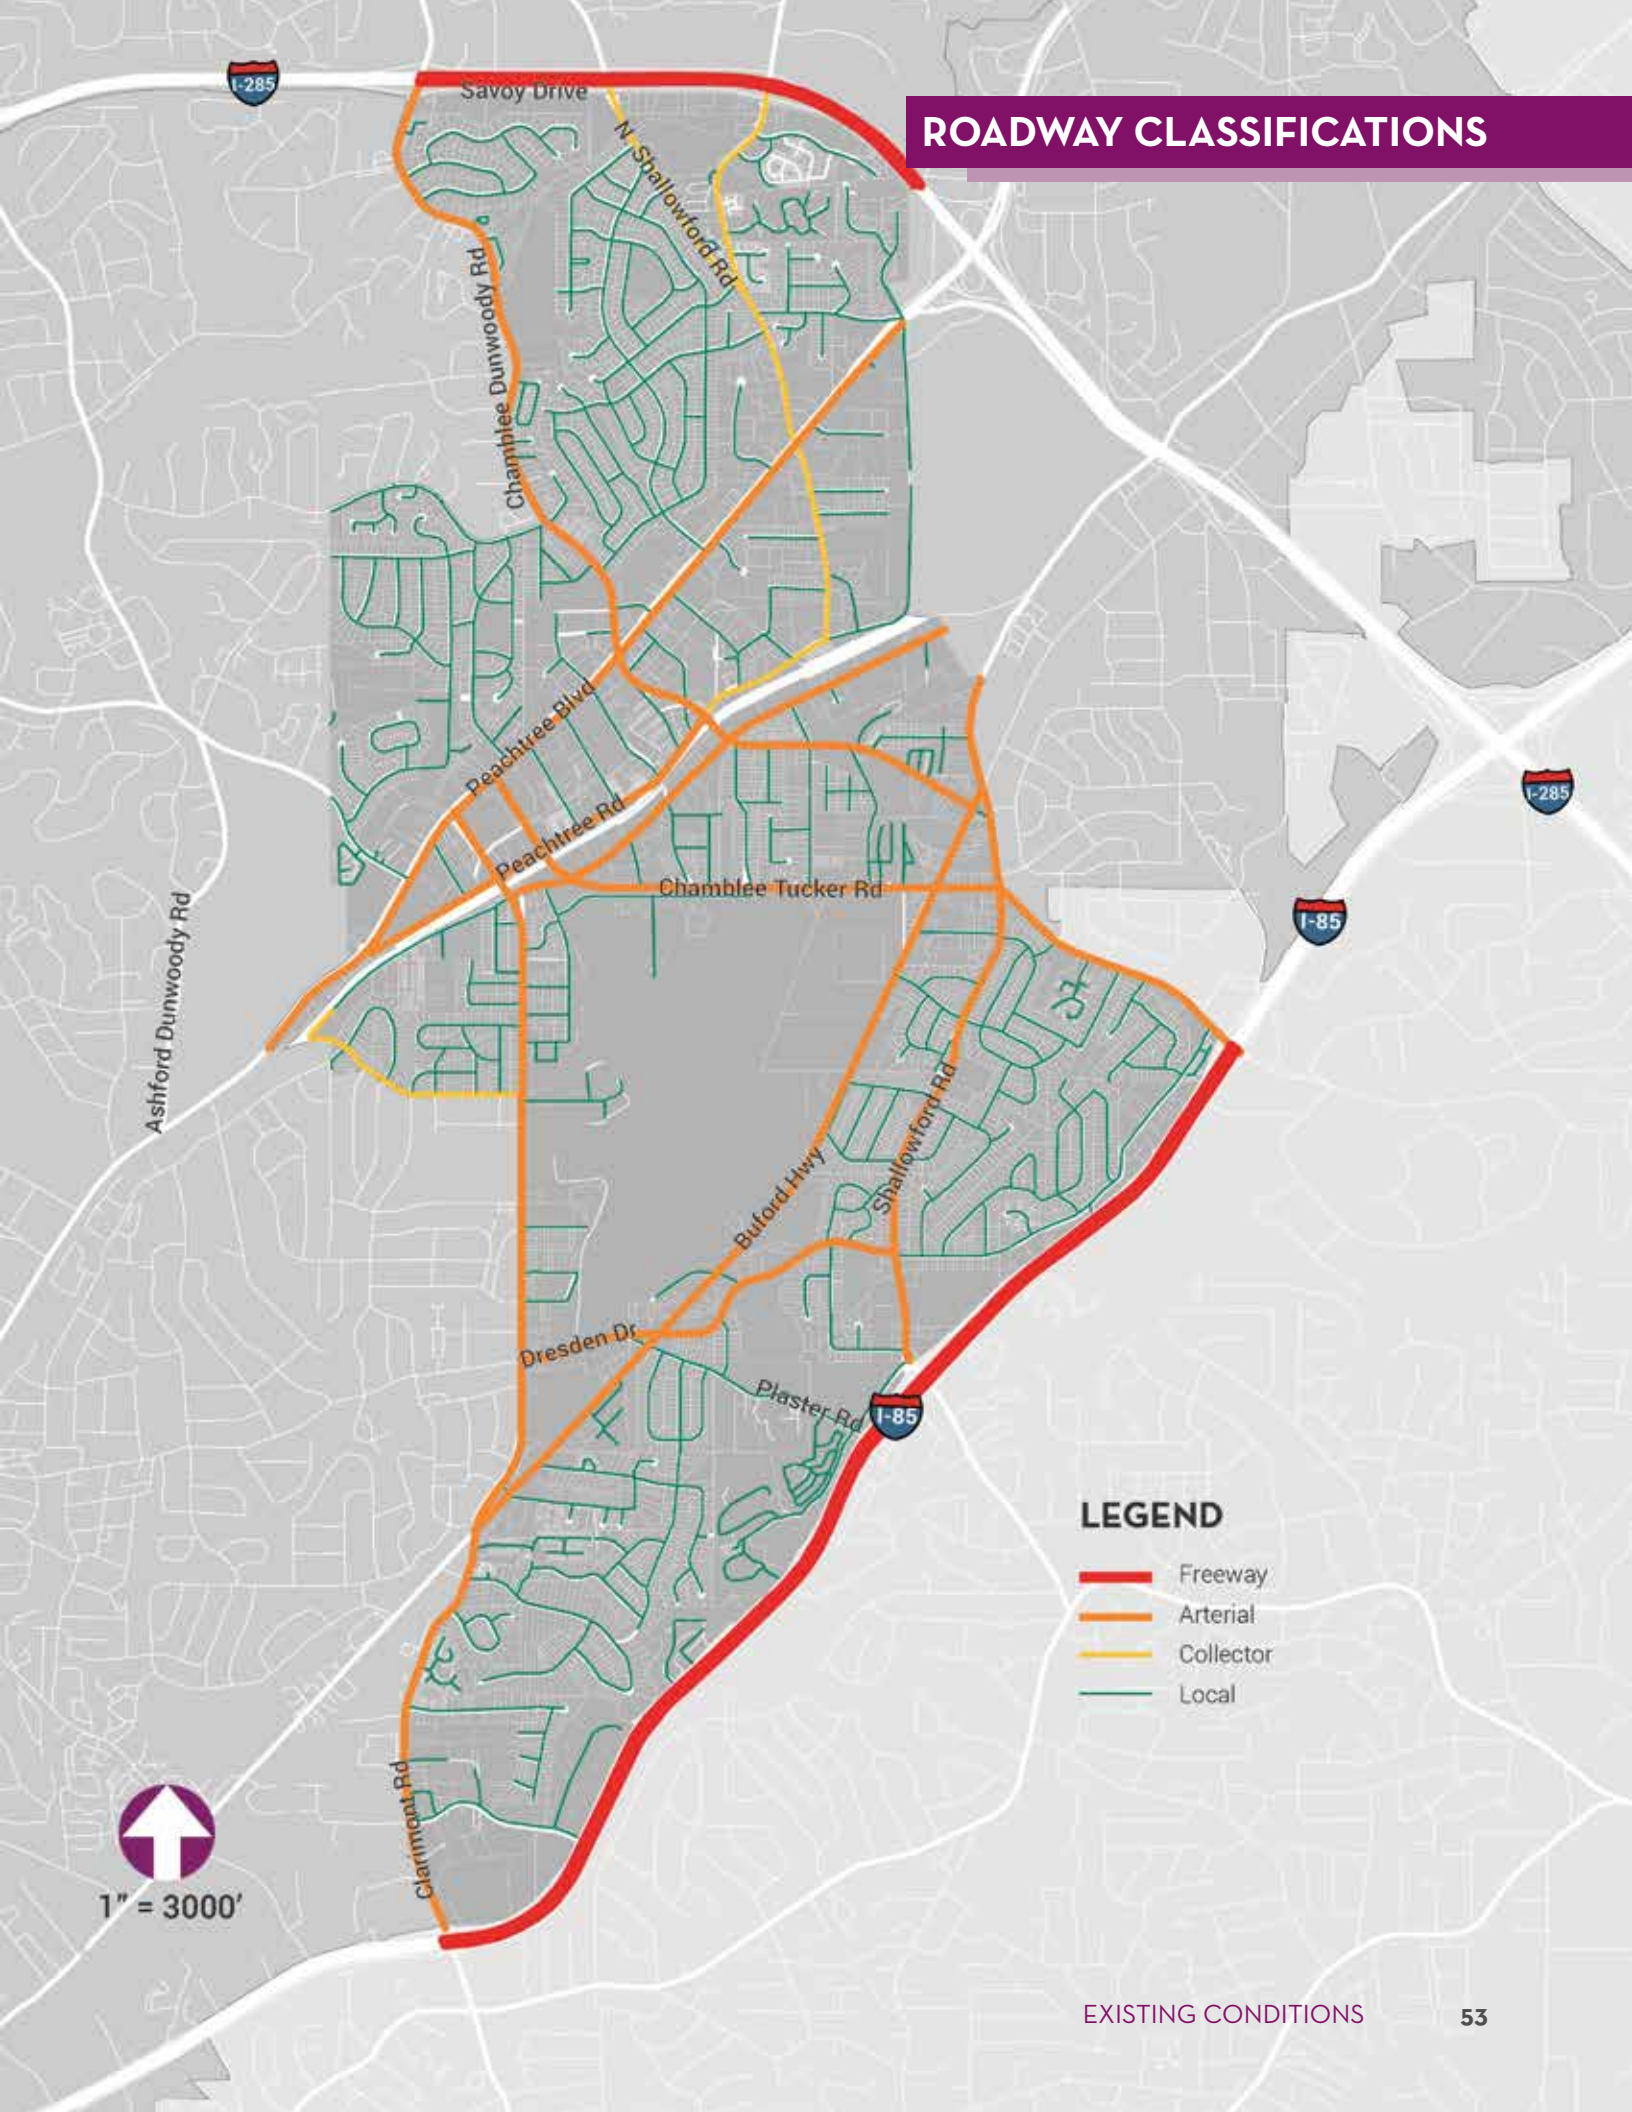 I-285
Savoy Drive
ROADWAY CLASSIFICATIONS
N Shallowford Rd
Chamblee Dunwoody Rd
Peachtree Blvd
I-285
Peachtree Rd
Chamblee Tucker Rd
I-85
Ashford Dunwoody Rd
Shallowford Rd
Buford Hwy
Dresden Dr
Plaster Rd
I-85
LEGEND
Freeway
Arterial
Collector
Local
Clarimont Rd
1" = 3000'
EXISTING CONDITIONS 53